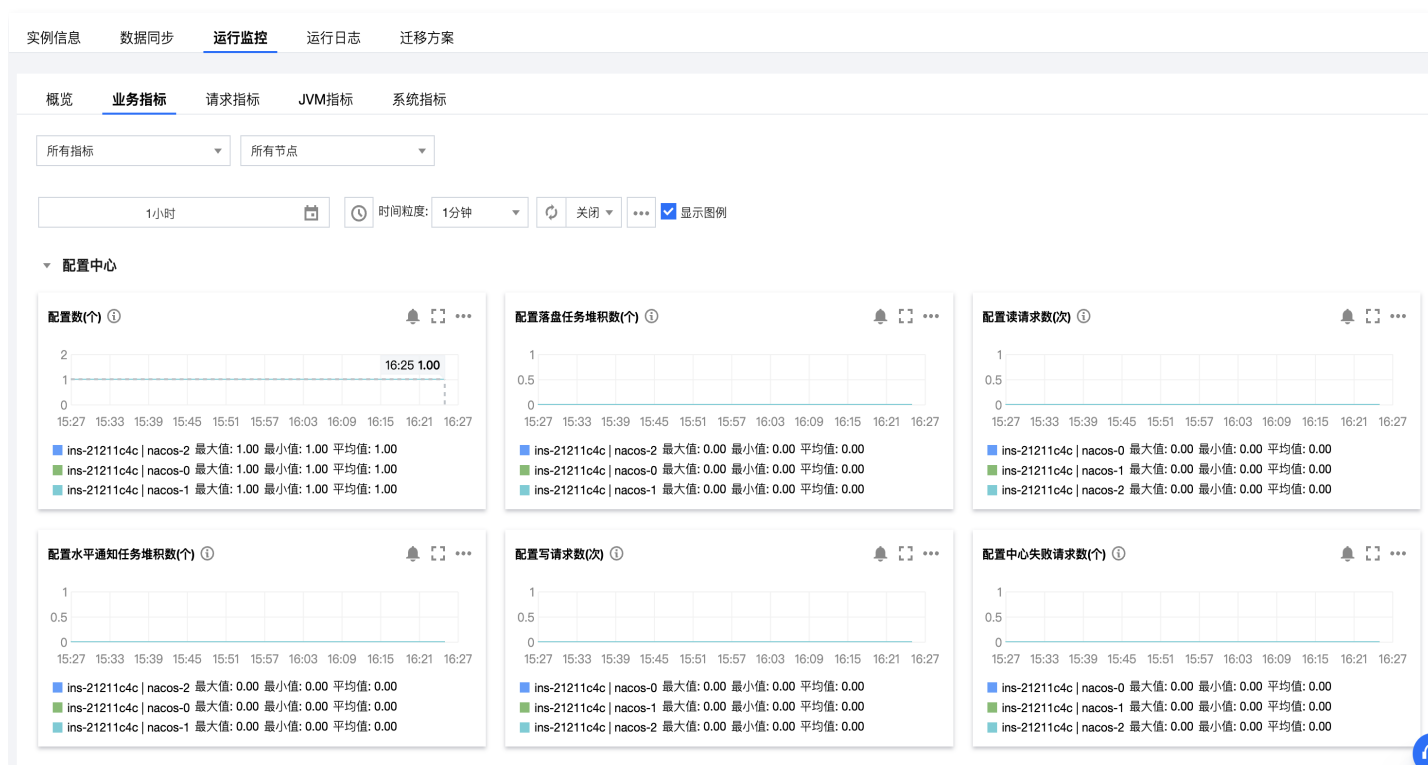 实例信息 数据同步 运行监控 运行日志 迁移方案
概览 业务指标 请求指标 JVM指标 系统指标
所有指标 所有节点
1小时 时间粒度: 1分钟 关闭 显示图例
配置中心
配置数(个)
2
16:25 1.00
1
0
15:27 15:33 15:39 15:45 15:51 15:57 16:03 16:09 16:15 16:21 16:27
ins-21211c4c | nacos-2 最大值: 1.00 最小值: 1.00 平均值: 1.00
ins-21211c4c | nacos-0 最大值: 1.00 最小值: 1.00 平均值: 1.00
ins-21211c4c | nacos-1 最大值: 1.00 最小值: 1.00 平均值: 1.00
配置落盘任务堆积数(个)
1
0.5
0
15:27 15:33 15:39 15:45 15:51 15:57 16:03 16:09 16:15 16:21 16:27
ins-21211c4c | nacos-2 最大值: 0.00 最小值: 0.00 平均值: 0.00
ins-21211c4c | nacos-0 最大值: 0.00 最小值: 0.00 平均值: 0.00
ins-21211c4c | nacos-1 最大值: 0.00 最小值: 0.00 平均值: 0.00
配置读请求数(次)
1
0.5
0
15:27 15:33 15:39 15:45 15:51 15:57 16:03 16:09 16:15 16:21 16:27
ins-21211c4c | nacos-0 最大值: 0.00 最小值: 0.00 平均值: 0.00
ins-21211c4c | nacos-1 最大值: 0.00 最小值: 0.00 平均值: 0.00
ins-21211c4c | nacos-2 最大值: 0.00 最小值: 0.00 平均值: 0.00
配置水平通知任务堆积数(个)
1
0.5
0
15:27 15:33 15:39 15:45 15:51 15:57 16:03 16:09 16:15 16:21 16:27
ins-21211c4c | nacos-2 最大值: 0.00 最小值: 0.00 平均值: 0.00
ins-21211c4c | nacos-0 最大值: 0.00 最小值: 0.00 平均值: 0.00
ins-21211c4c | nacos-1 最大值: 0.00 最小值: 0.00 平均值: 0.00
配置写请求数(次)
1
0.5
0
15:27 15:33 15:39 15:45 15:51 15:57 16:03 16:09 16:15 16:21 16:27
ins-21211c4c | nacos-0 最大值: 0.00 最小值: 0.00 平均值: 0.00
ins-21211c4c | nacos-1 最大值: 0.00 最小值: 0.00 平均值: 0.00
ins-21211c4c | nacos-2 最大值: 0.00 最小值: 0.00 平均值: 0.00
配置中心失败请求数(个)
1
0.5
0
15:27 15:33 15:39 15:45 15:51 15:57 16:03 16:09 16:15 16:21 16:27
ins-21211c4c | nacos-0 最大值: 0.00 最小值: 0.00 平均值: 0.00
ins-21211c4c | nacos-1 最大值: 0.00 最小值: 0.00 平均值: 0.00
ins-21211c4c | nacos-2 最大值: 0.00 最小值: 0.00 平均值: 0.00